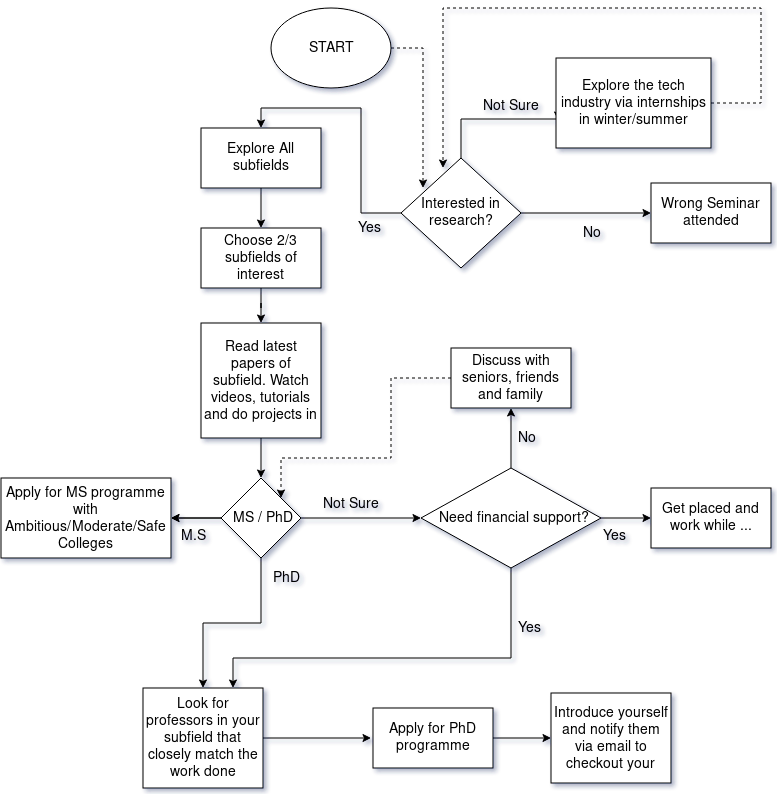 START
Explore the tech
industry via internships
in winter/summer
Not Sure
Explore All
subfields
Interested in
research?
Wrong Seminar
attended
Yes
No
Choose 2/3
subfields of
interest
Read latest
papers of
subfield. Watch
videos, tutorials
and do projects in
Discuss with
seniors, friends
and family
No
Apply for MS programme
with
Ambitious/Moderate/Safe
Colleges
M.S
MS / PhD
Not Sure
Need financial support?
Yes
Get placed and
work while ...
PhD
Yes
Look for
professors in your
subfield that
closely match the
work done
Apply for PhD
programme
Introduce yourself
and notify them
via email to
checkout your